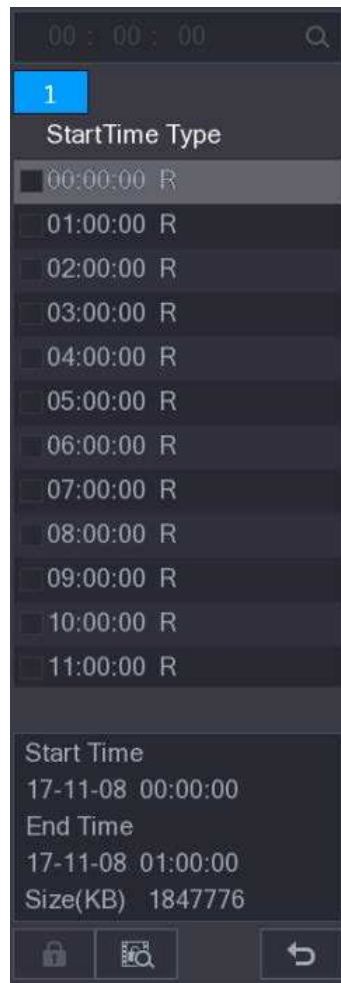 00 : 00 : 00
1
StartTime Type
00:00:00 R
01:00:00 R
02:00:00 R
03:00:00 R
04:00:00 R
05:00:00 R
06:00:00 R
07:00:00 R
08:00:00 R
09:00:00 R
10:00:00 R
11:00:00 R
Start Time
17-11-08 00:00:00
End Time
17-11-08 01:00:00
Size(KB) 1847776